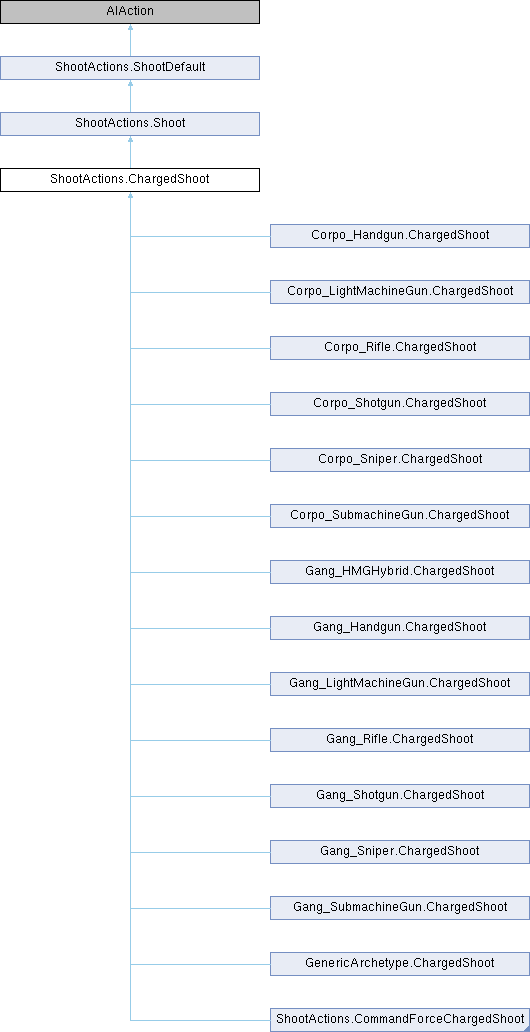 AIAction
ShootActions.ShootDefault
ShootActions.Shoot
ShootActions.ChargedShoot
Corpo_Handgun.ChargedShoot
Corpo_LightMachineGun.ChargedShoot
Corpo_Rifle.ChargedShoot
Corpo_Shotgun.ChargedShoot
Corpo_Sniper.ChargedShoot
Corpo_SubmachineGun.ChargedShoot
Gang_HMGHybrid.ChargedShoot
Gang_Handgun.ChargedShoot
Gang_LightMachineGun.ChargedShoot
Gang_Rifle.ChargedShoot
Gang_Shotgun.ChargedShoot
Gang_Sniper.ChargedShoot
Gang_SubmachineGun.ChargedShoot
GenericArchetype.ChargedShoot
ShootActions.CommandForceChargedShoot